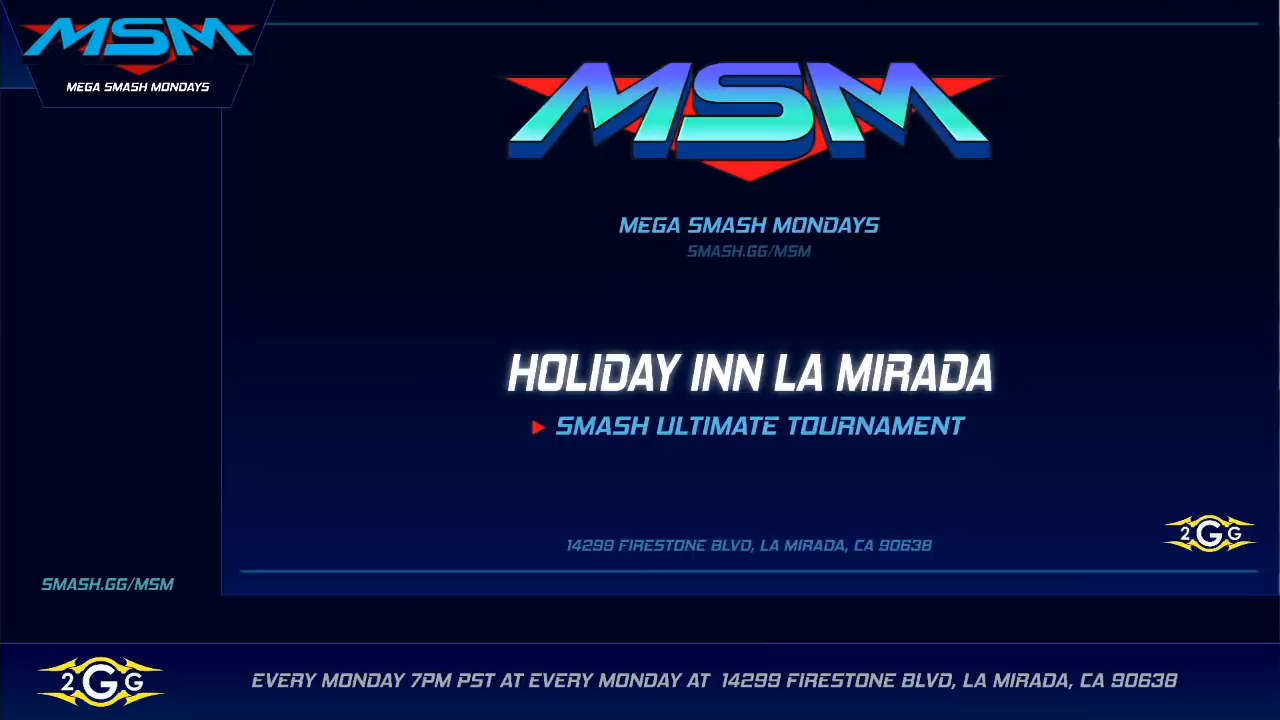 MSM
MEGA SMASH MONDAYS
MSM
MEGA SMASH MONDAYS
SMASH.GG/MSM
HOLIDAY INN LA MIRADA
SMASH ULTIMATE TOURNAMENT
2GG
14299 FIRESTONE BLVD, LA MIRADA, CA 90638
SMASH.GG/MSM
2GG
EVERY MONDAY 7PM PST AT EVERY MONDAY AT 14299 FIRESTONE BLVD, LA MIRADA, CA 90638